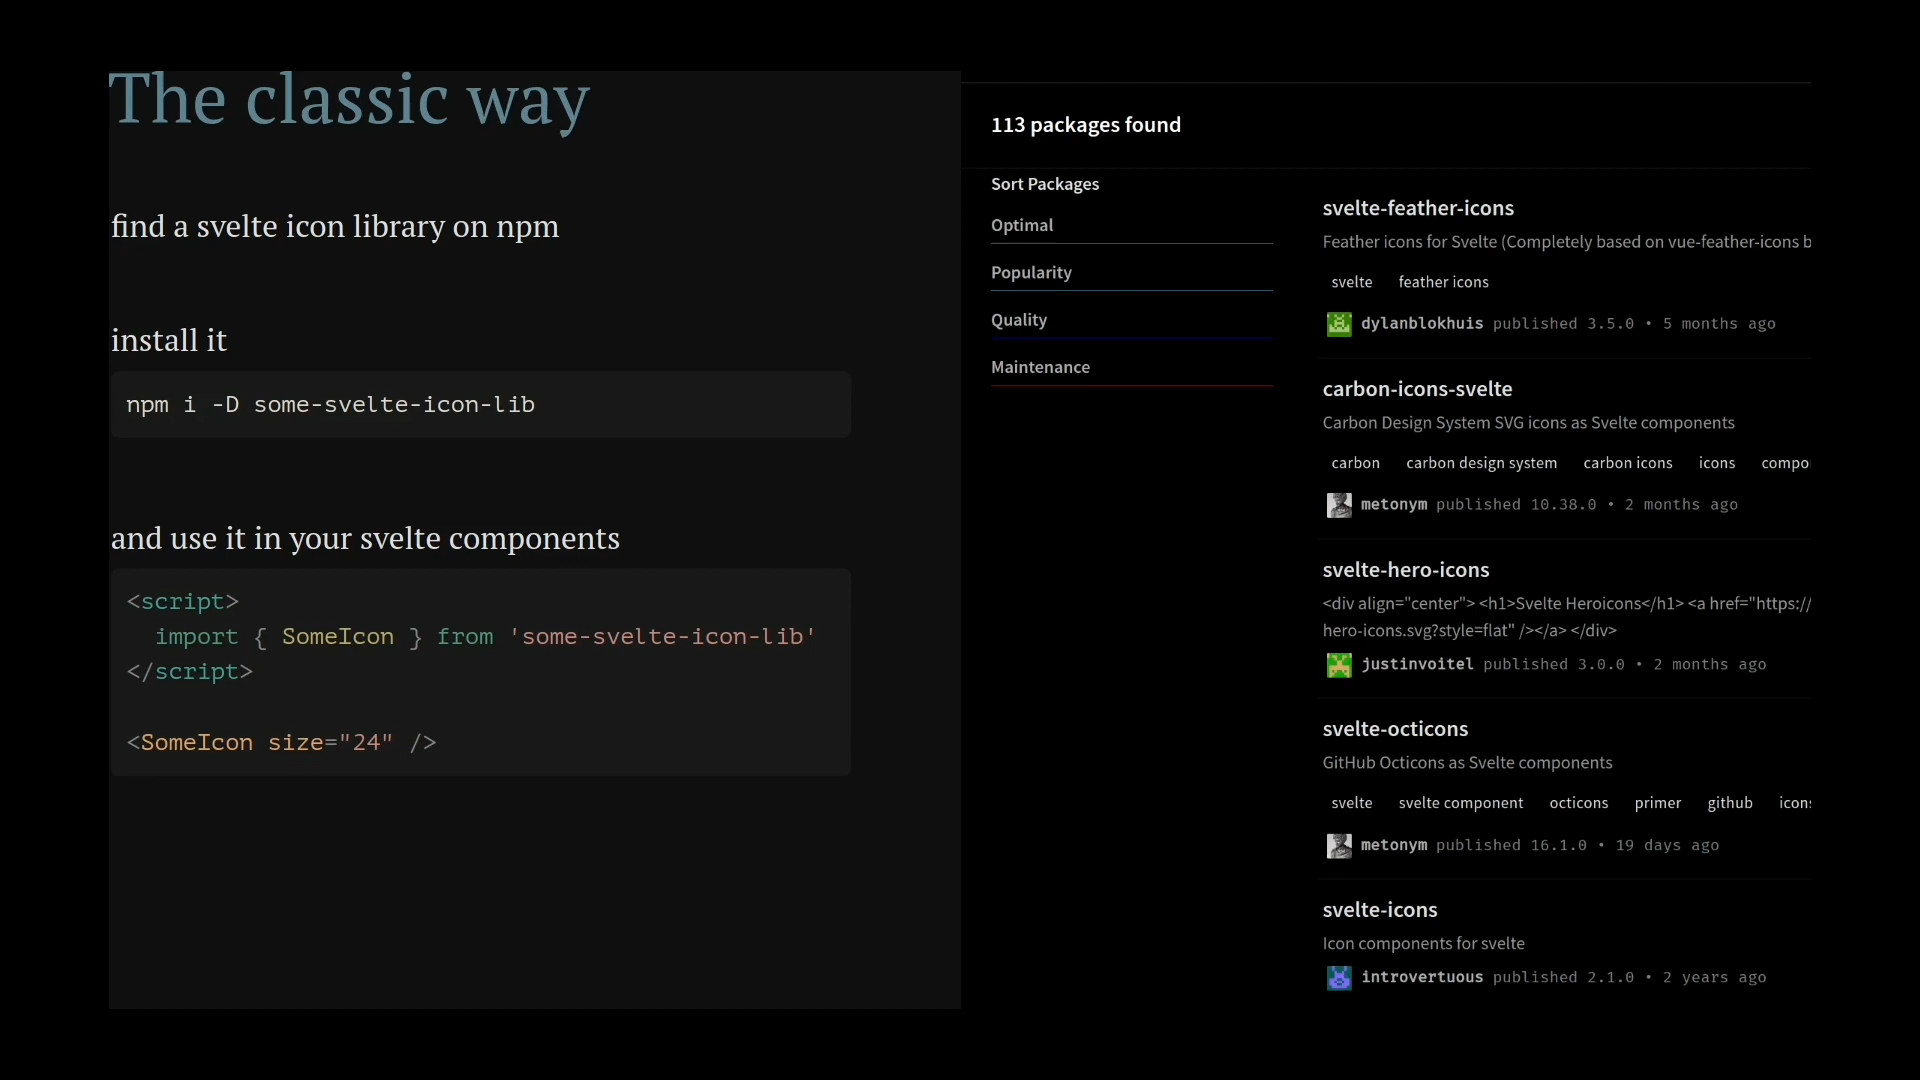 The classic way
find a svelte icon library on npm
install it
npm i -D some-svelte-icon-lib
and use it in your svelte components
<script>
  import { SomeIcon } from 'some-svelte-icon-lib'
</script>
<SomeIcon size="24" />
113 packages found
Sort Packages
Optimal
Popularity
Quality
Maintenance
svelte-feather-icons
Feather icons for Svelte (Completely based on vue-feather-icons b
svelte feather icons
dylanblokhuis published 3.5.0 • 5 months ago
carbon-icons-svelte
Carbon Design System SVG icons as Svelte components
carbon carbon design system carbon icons icons compo
metonym published 10.38.0 • 2 months ago
svelte-hero-icons
<div align="center"> <h1>Svelte Heroicons</h1> <a href="https://
hero-icons.svg?style=flat" /></a> </div>
justinvoitel published 3.0.0 • 2 months ago
svelte-octicons
GitHub Octicons as Svelte components
svelte svelte component octicons primer github icons
metonym published 16.1.0 • 19 days ago
svelte-icons
Icon components for svelte
introvertuous published 2.1.0 • 2 years ago